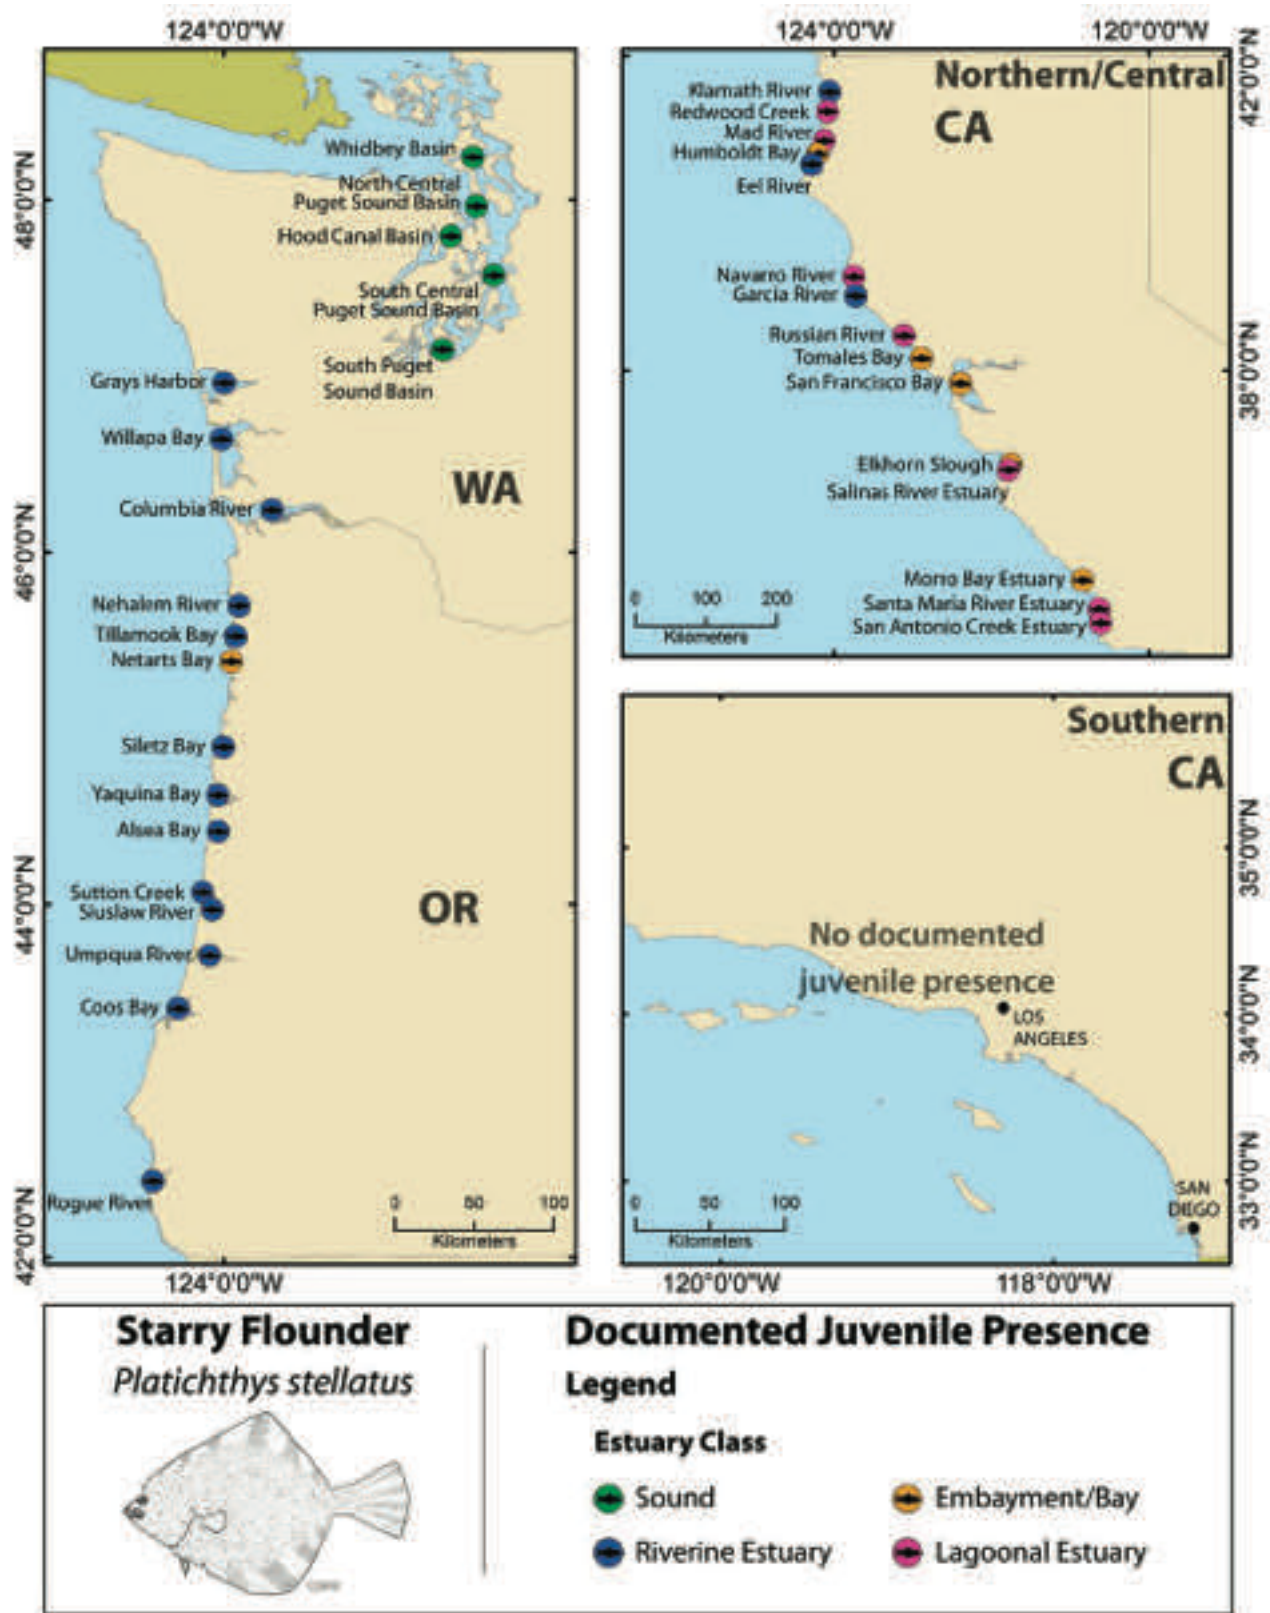 124°0'0"W
48°0'0"N
46°0'0"N
44°0'0"N
42°0'0"N
Whidbey Basin
North Central
Puget Sound Basin
Hood Canal Basin
South Central
Puget Sound Basin
South Puget
Sound Basin
Grays Harbor
Willapa Bay
WA
Columbia River
Nehalem River
Tillamook Bay
Netarts Bay
Siletz Bay
Yaquina Bay
Alsea Bay
Sutton Creek
Siuslaw River
OR
Umpqua River
Coos Bay
Rogue River
0 50 100
Kilometers
124°0'0"W
124°0'0"W 120°0'0"W
Northern/Central
CA
42°0'0"N
38°0'0"N
Klamath River
Redwood Creek
Mad River
Humboldt Bay
Eel River
Navarro River
Garcia River
Russian River
Tomales Bay
San Francisco Bay
Elkhorn Slough
Salinas River Estuary
Morro Bay Estuary
Santa Maria River Estuary
San Antonio Creek Estuary
0 100 200
Kilometers
Southern
CA
35°0'0"N
34°0'0"N
33°0'0"N
No documented
juvenile presence
LOS
ANGELES
SAN
DIEGO
0 50 100
Kilometers
120°0'0"W 118°0'0"W
Starry Flounder
Platichthys stellatus
Documented Juvenile Presence
Legend
Estuary Class
Sound
Embayment/Bay
Riverine Estuary
Lagoonal Estuary